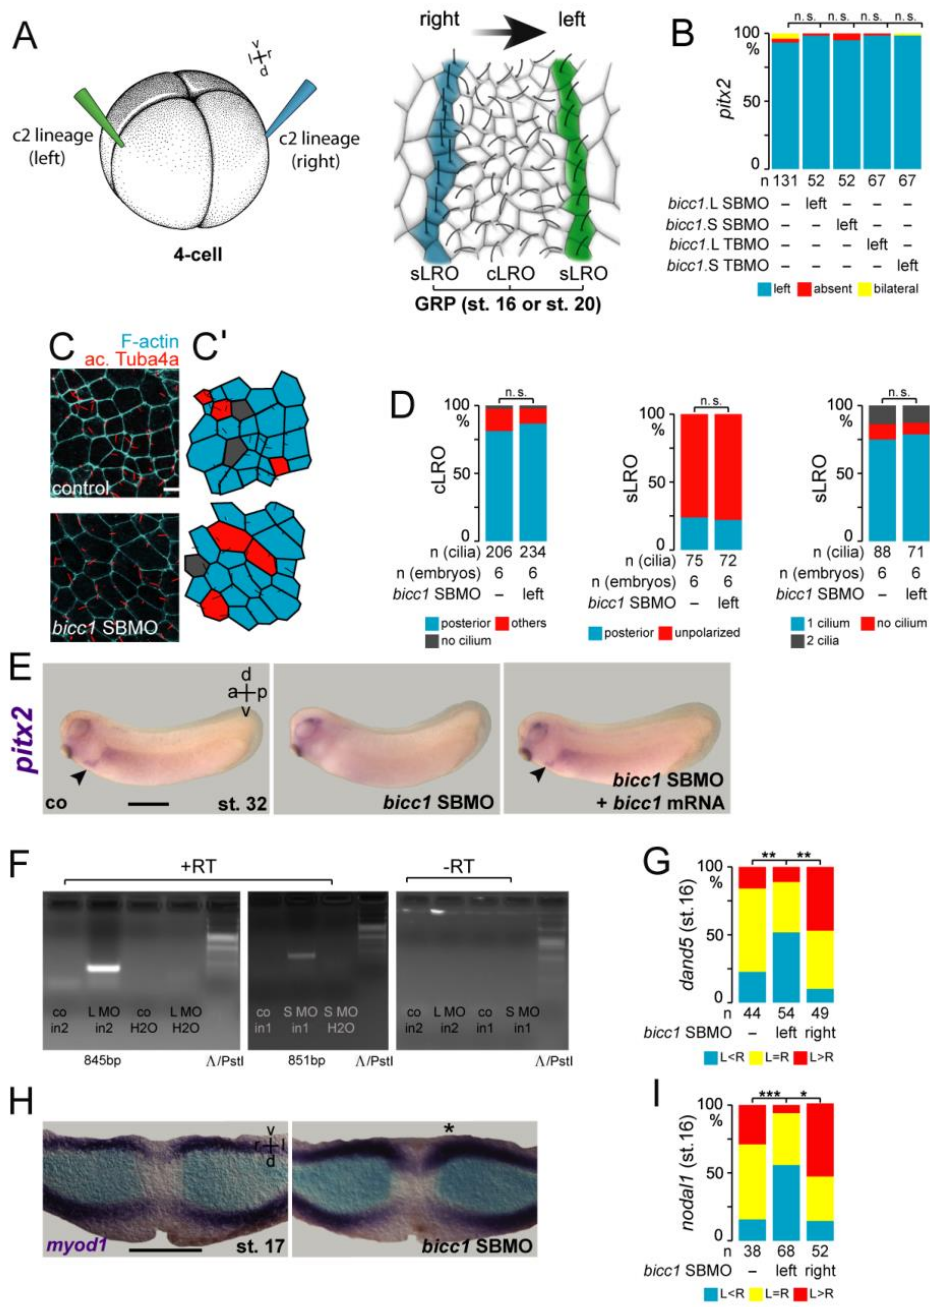 A
right
left
v
l
r
d
c2 lineage
(left)
c2 lineage
(right)
4-cell
sLRO
cLRO
sLRO
GRP (st. 16 or st. 20)
B
n. s.
n. s.
n. s.
n. s.
100
%
pitx2
50
0
n 131 52 52 67 67
bicc1.L SBMO – left – – –
bicc1.S SBMO – – left – –
bicc1.L TBMO – – – left –
bicc1.S TBMO – – – – left
left absent bilateral
C
F-actin
ac. Tuba4a
control
bicc1 SBMO
C'
D
n. s.
100
%
cLRO
50
0
n (cilia) 206 234
n (embryos) 6 6
bicc1 SBMO – left
posterior others
no cilium
n. s.
100
%
sLRO
50
0
n (cilia) 75 72
n (embryos) 6 6
bicc1 SBMO – left
posterior unpolarized
n. s.
100
%
sLRO
50
0
n (cilia) 88 71
n (embryos) 6 6
bicc1 SBMO – left
1 cilium no cilium
2 cilia
E
pitx2
d
a p
v
co
st. 32
bicc1 SBMO
bicc1 SBMO
+ bicc1 mRNA
F
+RT
-RT
co L MO co L MO
in2 in2 H2O H2O
845bp
Λ/PstI
co S MO S MO
in1 in1 H2O
851bp
Λ/PstI
co L MO co S MO
in2 in2 in1 in1
Λ/PstI
G
** **
100
%
dand5 (st.16)
50
0
n 44 54 49
bicc1 SBMO – left right
L<R L=R L>R
H
v
r l
d
myod1
st. 17
*
bicc1 SBMO
I
*** *
100
%
nodal1 (st.16)
50
0
n 38 68 52
bicc1 SBMO – left right
L<R L=R L>R